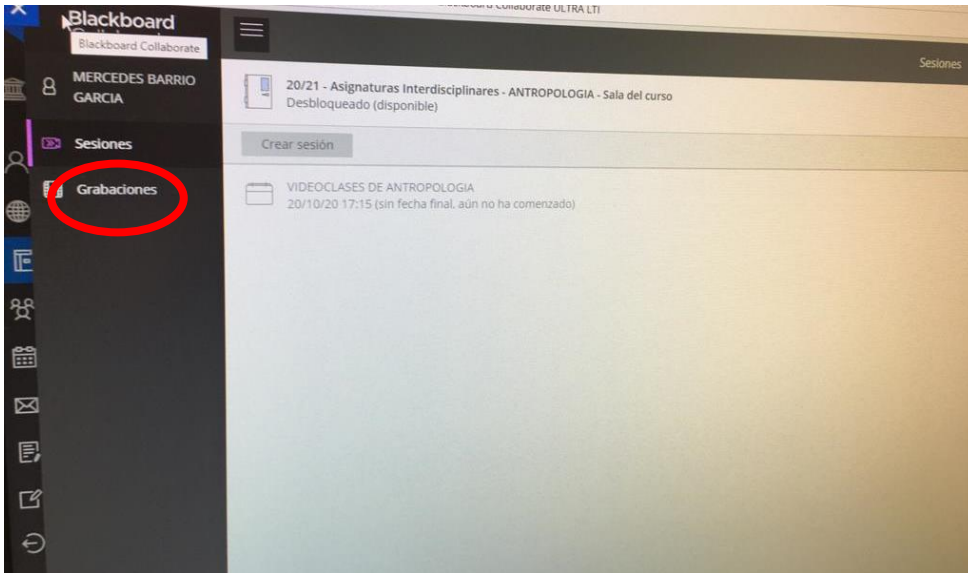 Blackboard Collaborate ULTRA LTI
Blackboard
Blackboard Collaborate
Sesiones
MERCEDES BARRIO
GARCIA
20/21 - Asignaturas Interdisciplinares - ANTROPOLOGIA - Sala del curso
Desbloqueado (disponible)
Sesiones
Crear sesión
Grabaciones
VIDEOCLASES DE ANTROPOLOGIA
20/10/20 17:15 (sin fecha final, aún no ha comenzado)